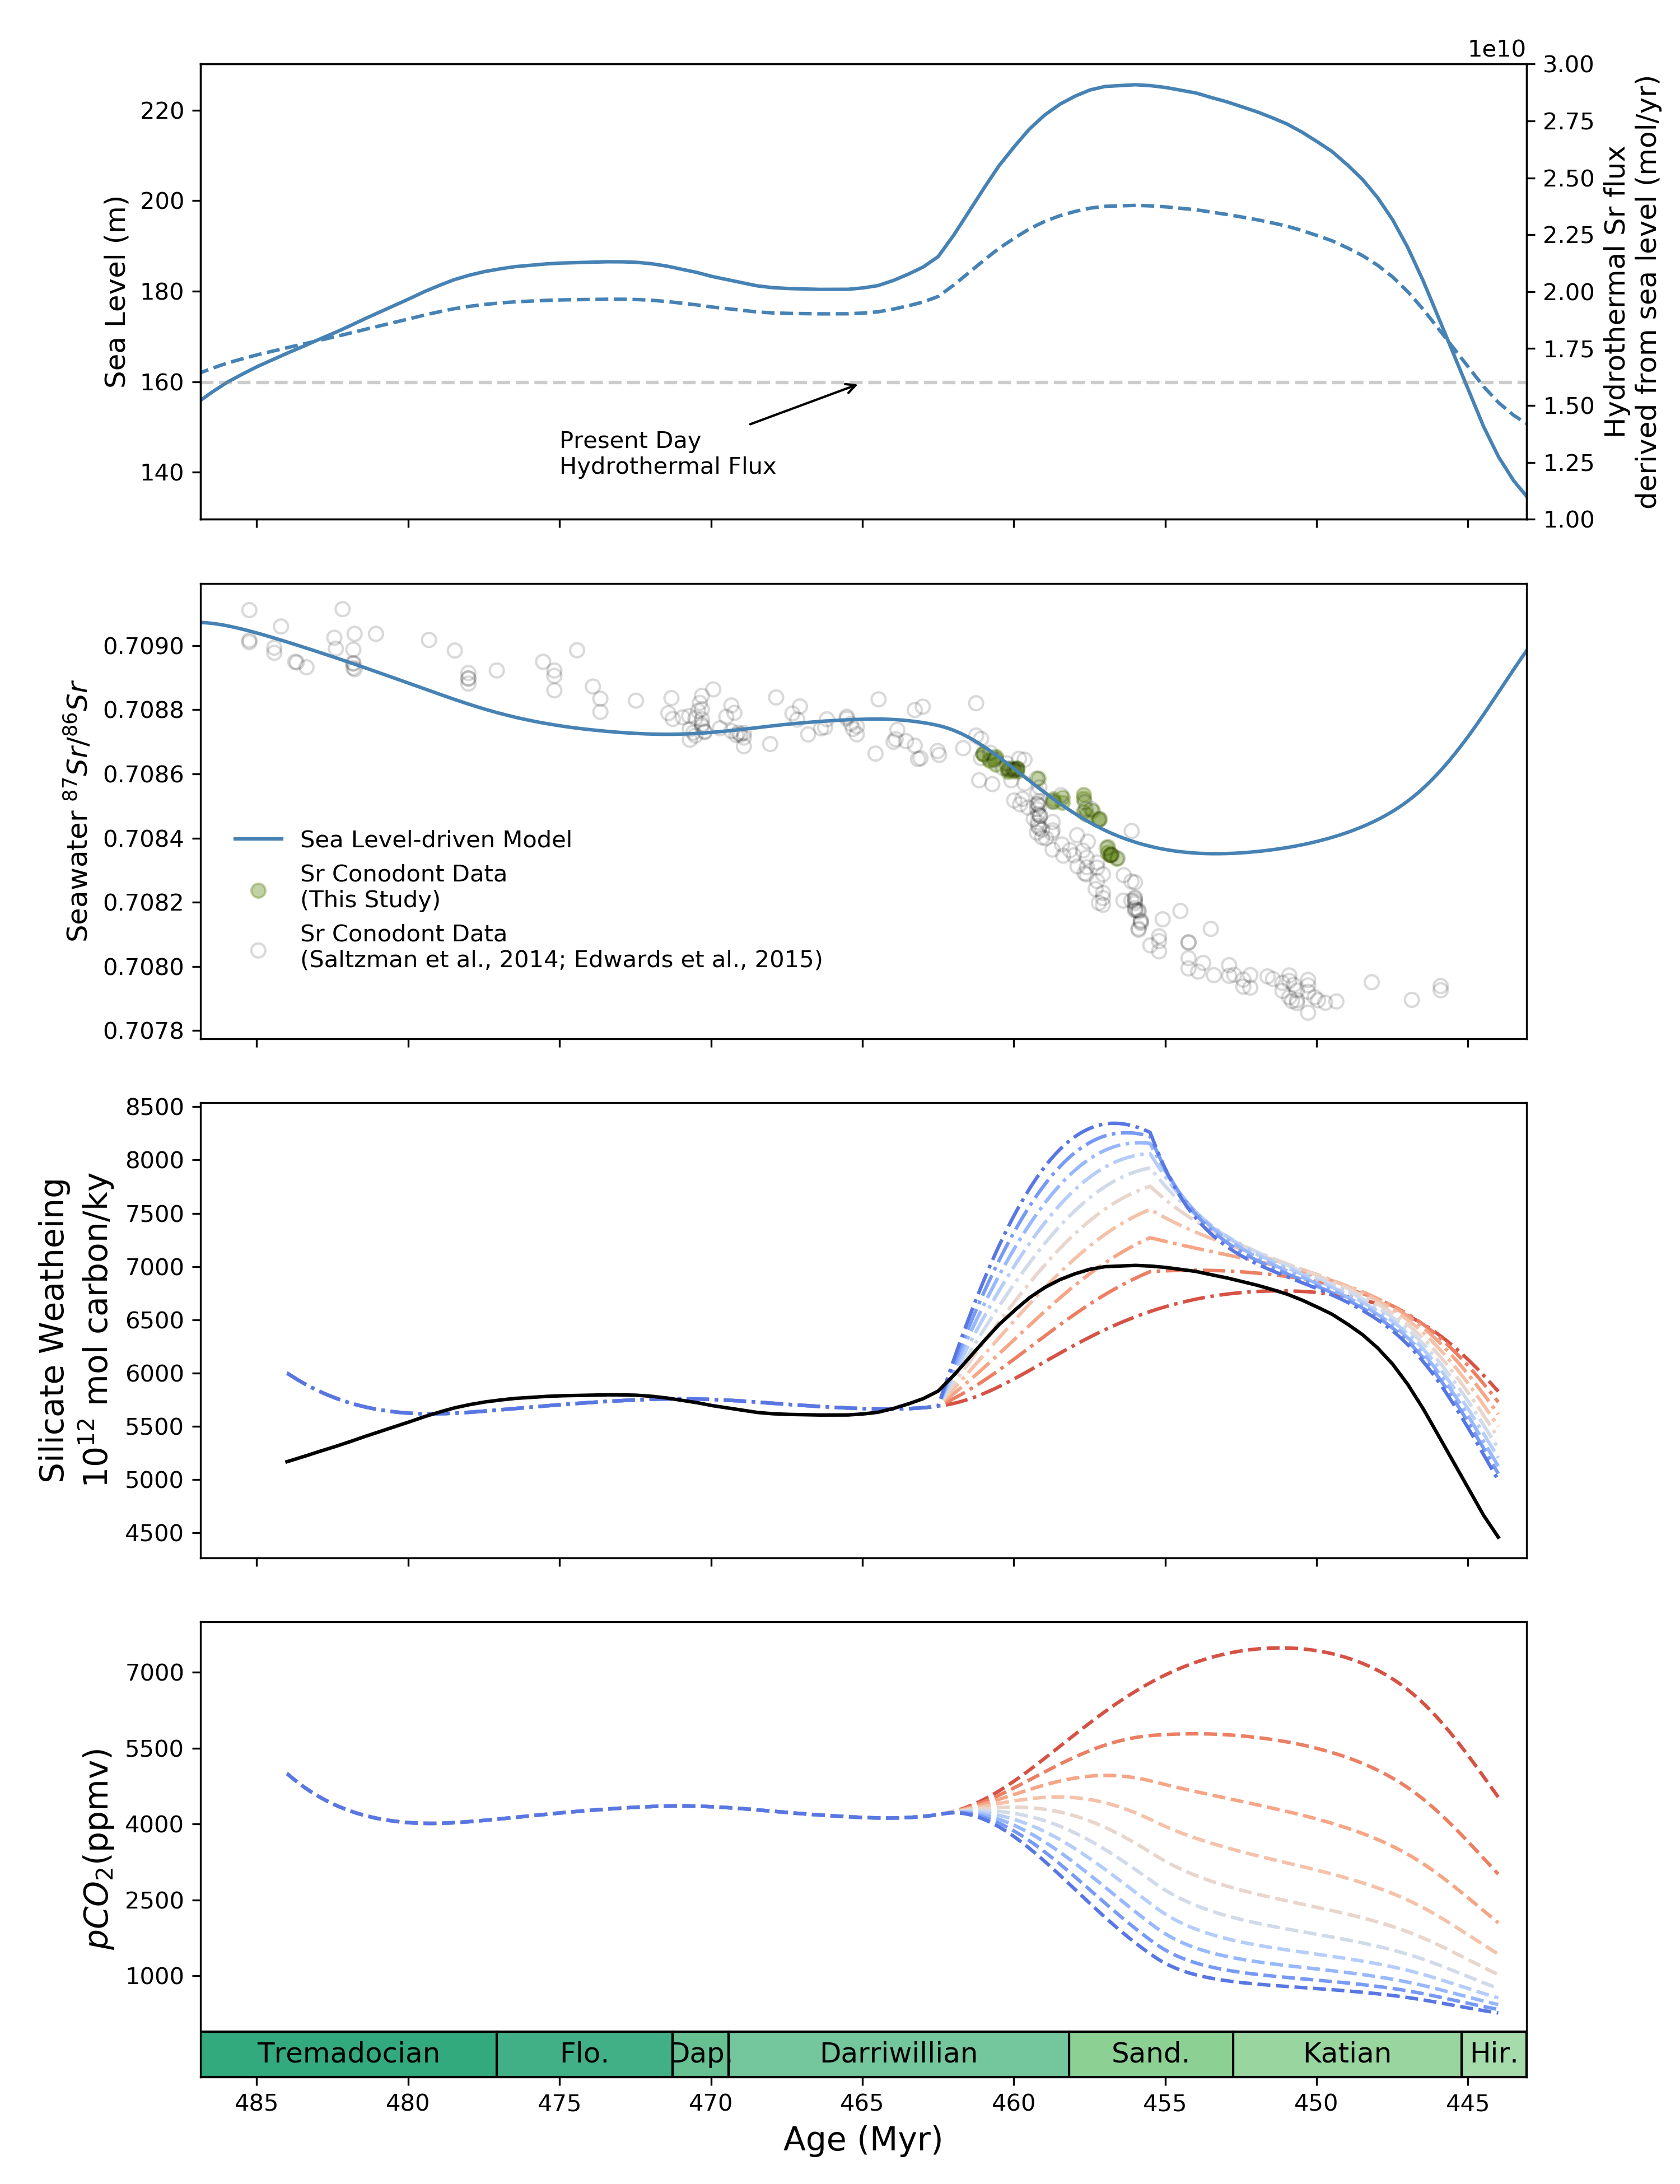 1e10
220
200
180
160
140
Sea Level (m)
Present Day
Hydrothermal Flux
3.00
2.75
2.50
2.25
2.00
1.75
1.50
1.25
1.00
Hydrothermal Sr flux
derived from sea level (mol/yr)
0.7090
0.7088
0.7086
0.7084
0.7082
0.7080
0.7078
Seawater ⁸⁷Sr/⁸⁶Sr
Sea Level-driven Model
Sr Conodont Data
(This Study)
Sr Conodont Data
(Saltzman et al., 2014; Edwards et al., 2015)
8500
8000
7500
7000
6500
6000
5500
5000
4500
Silicate Weatheing
10¹² mol carbon/ky
7000
5500
4000
2500
1000
pCO₂(ppmv)
Tremadocian Flo. Dap. Darriwillian Sand. Katian Hir.
485 480 475 470 465 460 455 450 445
Age (Myr)